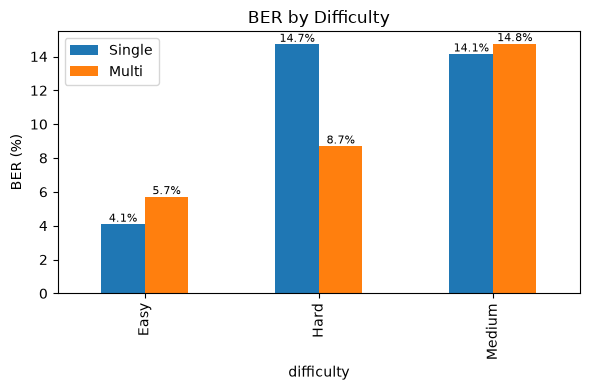 BER by Difficulty
Single
Multi
BER (%)
14
12
10
8
6
4
2
0
4.1%
5.7%
14.7%
8.7%
14.1%
14.8%
Easy
Hard
Medium
difficulty